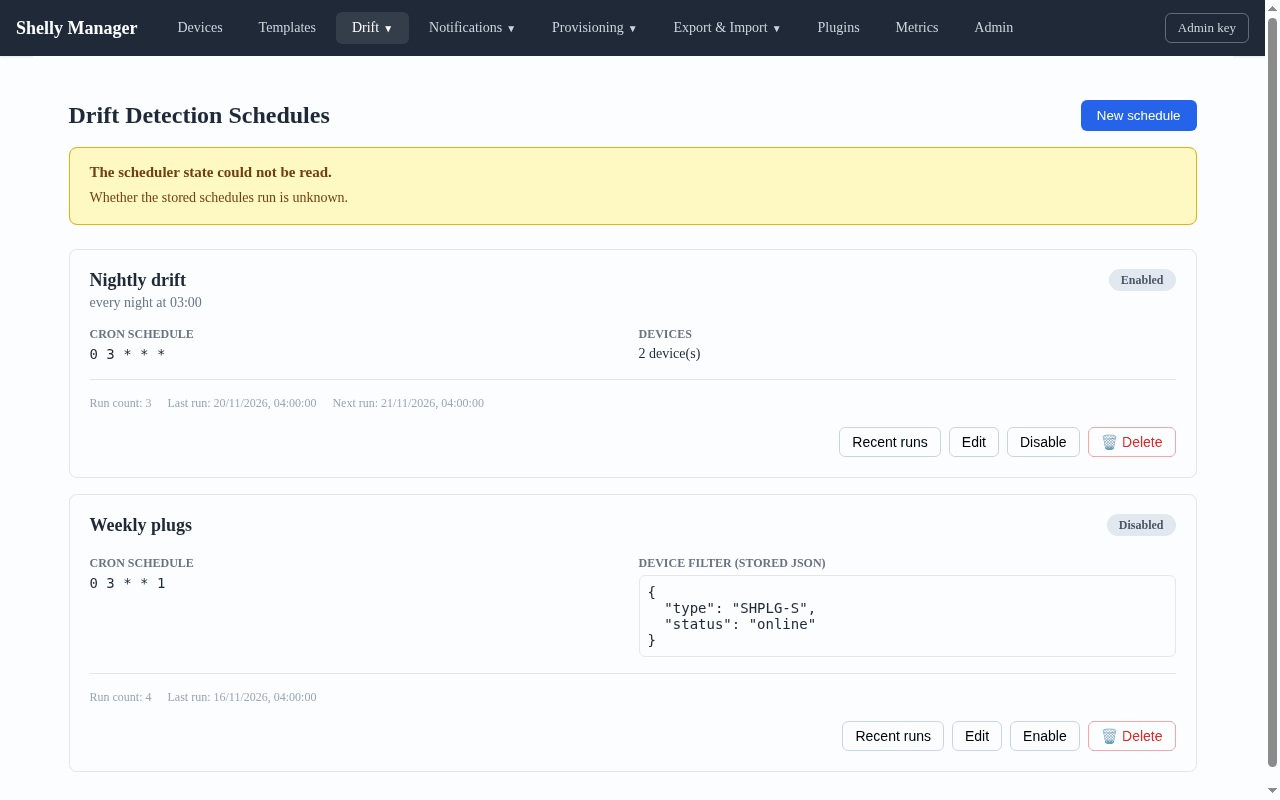 Shelly Manager Devices Templates Drift ▼ Notifications ▼ Provisioning ▼ Export & Import ▼ Plugins Metrics Admin Admin key
Drift Detection Schedules New schedule
The scheduler state could not be read.
Whether the stored schedules run is unknown.
Nightly drift Enabled
every night at 03:00
CRON SCHEDULE DEVICES
0 3 * * * 2 device(s)
Run count: 3 Last run: 20/11/2026, 04:00:00 Next run: 21/11/2026, 04:00:00
Recent runs Edit Disable 🗑️ Delete
Weekly plugs Disabled
CRON SCHEDULE DEVICE FILTER (STORED JSON)
0 3 * * 1
{
"type": "SHPLG-S",
"status": "online"
}
Run count: 4 Last run: 16/11/2026, 04:00:00
Recent runs Edit Enable 🗑️ Delete